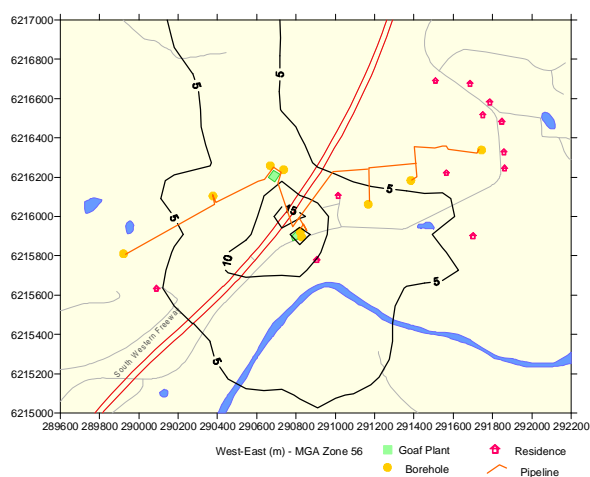 6217000
6216800
6216600
6216400
6216200
6216000
6215800
6215600
6215400
6215200
6215000
5
5
5
5
15
10
5
5
South Western Freeway
289600 289800 290000 290200 290400 290600 290800 291000 291200 291400 291600 291800 292000 292200
West-East (m) - MGA Zone 56
Goaf Plant
Residence
Borehole
Pipeline